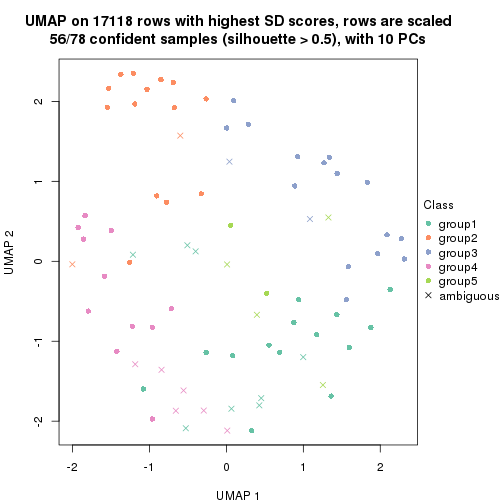 UMAP on 17118 rows with highest SD scores, rows are scaled
56/78 confident samples (silhouette > 0.5), with 10 PCs
UMAP 2
2
1
0
-1
-2
-2
-1
0
1
2
UMAP 1
Class
group1
group2
group3
group4
group5
ambiguous